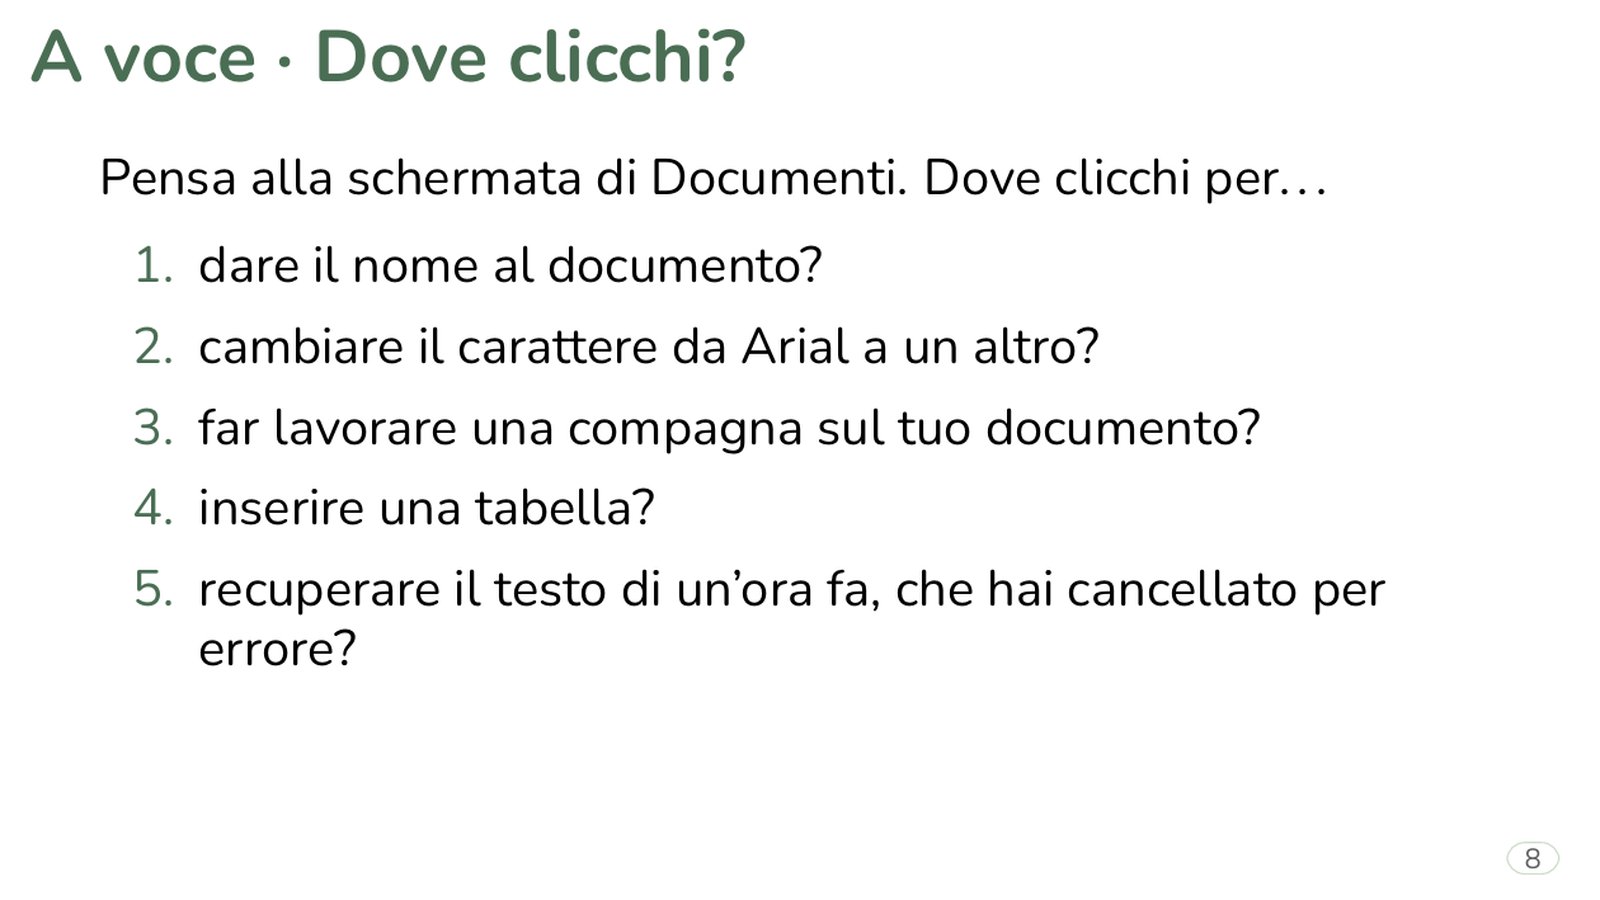 A voce · Dove clicchi?
Pensa alla schermata di Documenti. Dove clicchi per…
1. dare il nome al documento?
2. cambiare il carattere da Arial a un altro?
3. far lavorare una compagna sul tuo documento?
4. inserire una tabella?
5. recuperare il testo di un’ora fa, che hai cancellato per
errore?
8